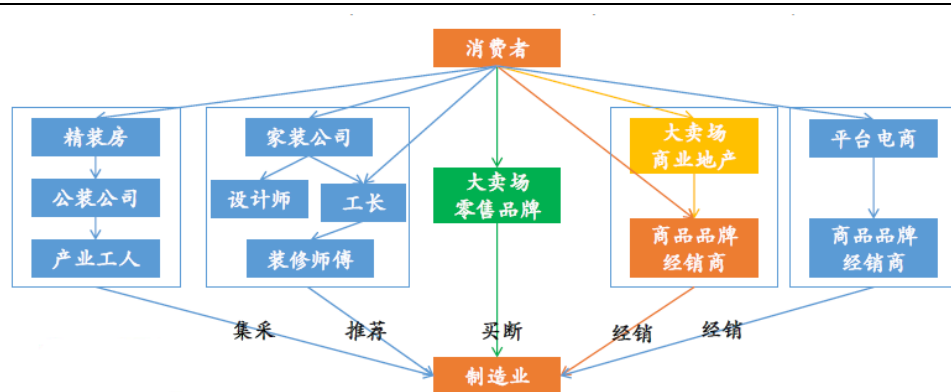 消费者
精装房
家装公司
大卖场
商业地产
平台电商
设计师
工长
大卖场
零售品牌
公装公司
商品品牌
经销商
商品品牌
经销商
产业工人
装修师傅
集采
推荐
买断
经销
经销
制造业